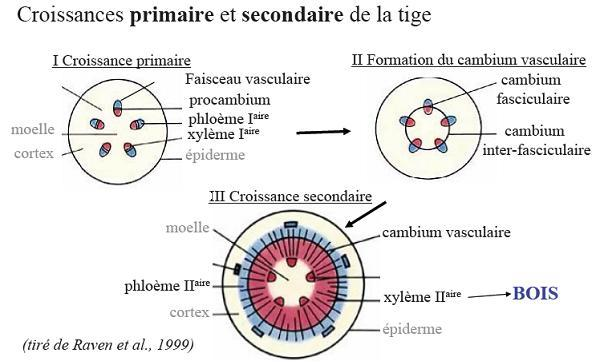 Croissances primaire et secondaire de la tige
I Croissance primaire
Faisceau vasculaire
procambium
phloème Iaire
xylème Iaire
moelle
cortex
épiderme
II Formation du cambium vasculaire
cambium
fasciculaire
cambium
inter-fasciculaire
III Croissance secondaire
moelle
cambium vasculaire
phloème IIaire
xylème IIaire
BOIS
cortex
épiderme
(tiré de Raven et al., 1999)